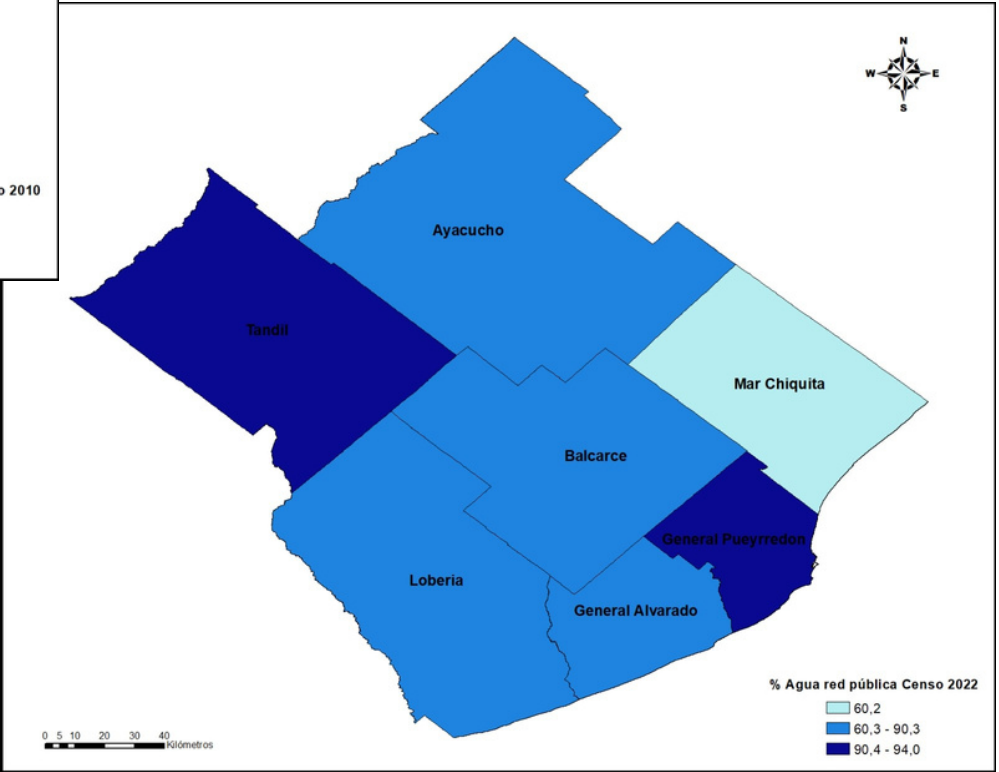 N
W E
S
o 2010
Ayacucho
Tandil
Mar Chiquita
Balcarce
General Pueyrredon
Loberia
General Alvarado
% Agua red pública Censo 2022
60,2
60,3 - 90,3
90,4 - 94,0
0 5 10 20 30 40
Kilómetros